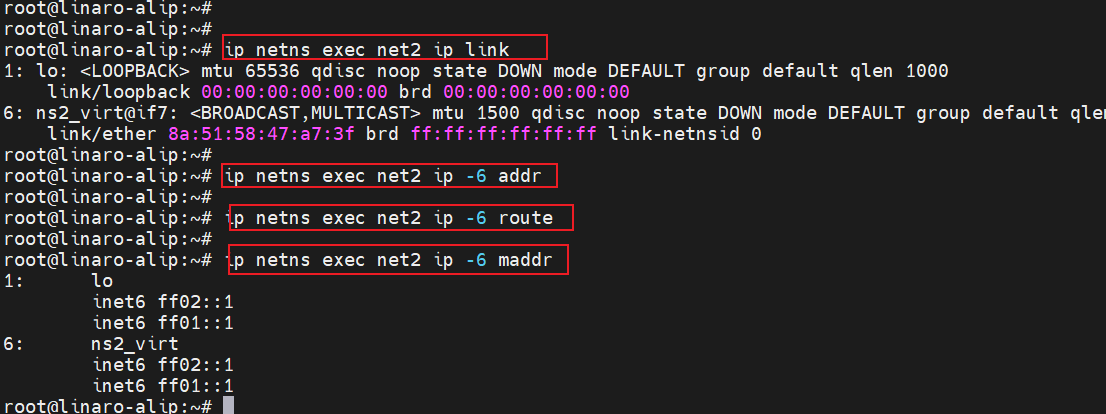 root@linaro-alip:~#
root@linaro-alip:~#
root@linaro-alip:~# ip netns exec net2 ip link
1: lo: <LOOPBACK> mtu 65536 qdisc noop state DOWN mode DEFAULT group default qlen 1000
    link/loopback 00:00:00:00:00:00 brd 00:00:00:00:00:00
6: ns2_virt@if7: <BROADCAST,MULTICAST> mtu 1500 qdisc noop state DOWN mode DEFAULT group default qlen
    link/ether 8a:51:58:47:a7:3f brd ff:ff:ff:ff:ff:ff link-netnsid 0
root@linaro-alip:~#
root@linaro-alip:~# ip netns exec net2 ip -6 addr
root@linaro-alip:~#
root@linaro-alip:~# ip netns exec net2 ip -6 route
root@linaro-alip:~#
root@linaro-alip:~# ip netns exec net2 ip -6 maddr
1:      lo
        inet6 ff02::1
        inet6 ff01::1
6:      ns2_virt
        inet6 ff02::1
        inet6 ff01::1
root@linaro-alip:~#